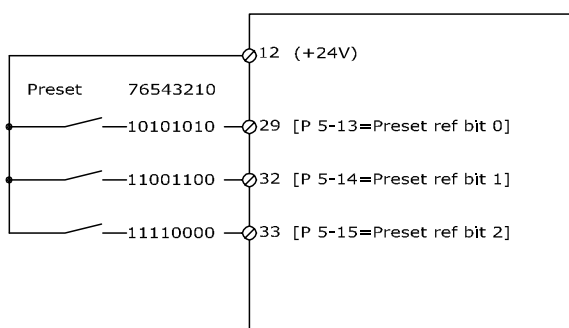 12 (+24V)
Preset 76543210
10101010 29 [P 5-13=Preset ref bit 0]
11001100 32 [P 5-14=Preset ref bit 1]
11110000 33 [P 5-15=Preset ref bit 2]